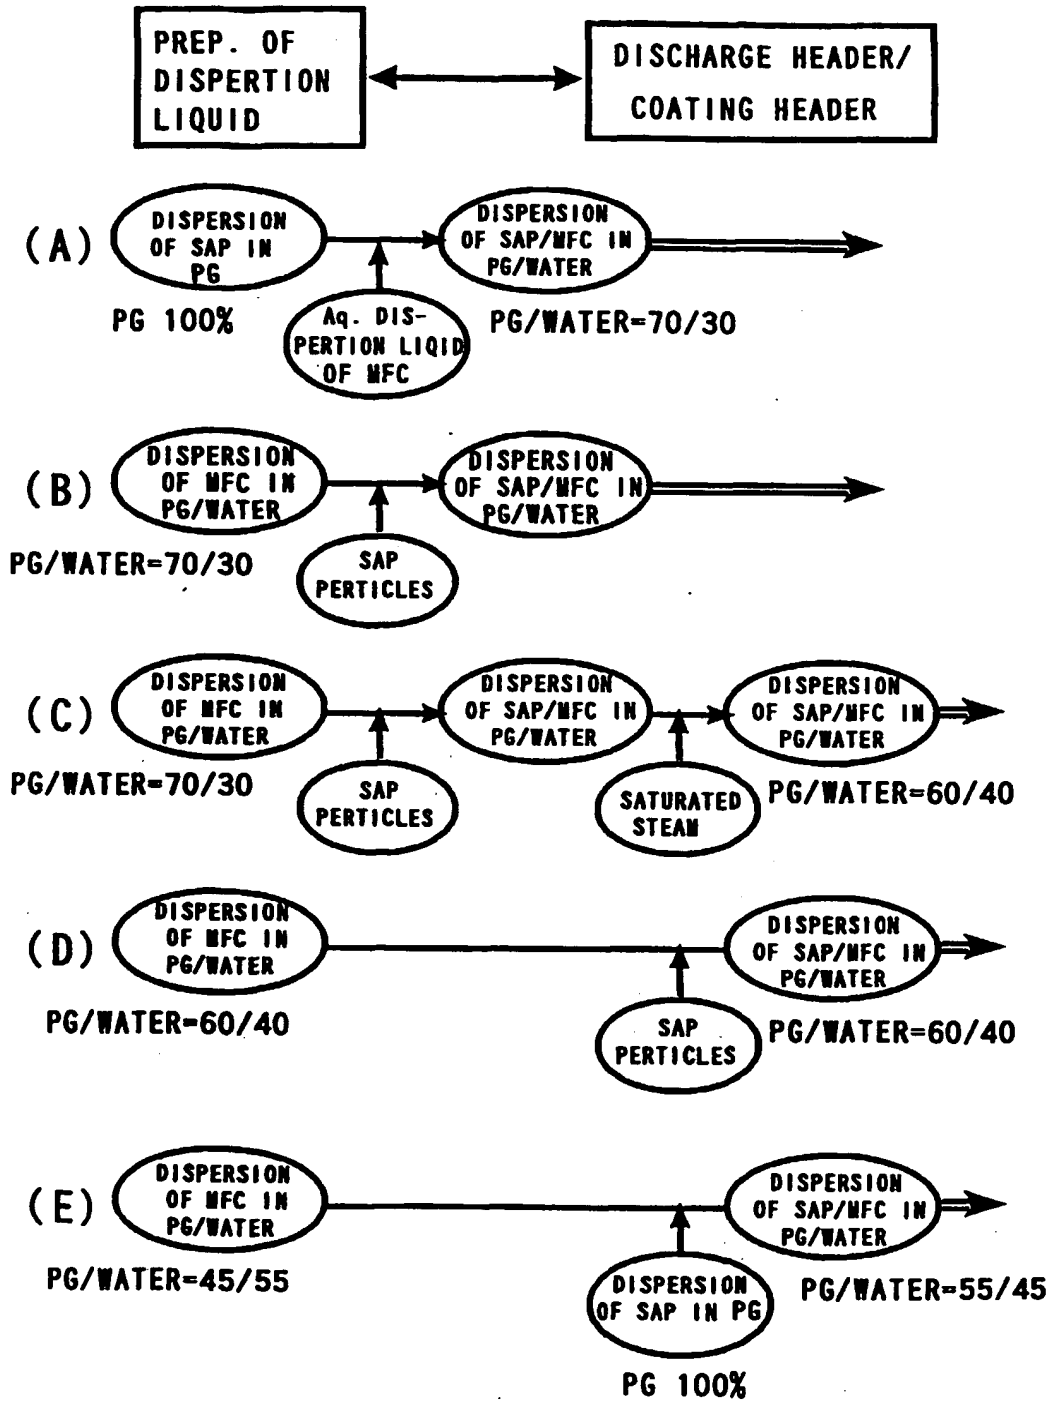 PREP. OF
DISPERTION
LIQUID
DISCHARGE HEADER/
COATING HEADER
(A)
DISPERSION
OF SAP IN
PG
PG 100%
Aq. DIS-
PERTION LIQID
OF MFC
DISPERSION
OF SAP/MFC IN
PG/WATER
PG/WATER=70/30
(B)
DISPERSION
OF MFC IN
PG/WATER
PG/WATER=70/30
SAP
PERTICLES
DISPERSION
OF SAP/MFC IN
PG/WATER
(C)
DISPERSION
OF MFC IN
PG/WATER
PG/WATER=70/30
SAP
PERTICLES
DISPERSION
OF SAP/MFC IN
PG/WATER
SATURATED
STEAM
DISPERSION
OF SAP/MFC IN
PG/WATER
PG/WATER=60/40
(D)
DISPERSION
OF MFC IN
PG/WATER
PG/WATER=60/40
SAP
PERTICLES
DISPERSION
OF SAP/MFC IN
PG/WATER
PG/WATER=60/40
(E)
DISPERSION
OF MFC IN
PG/WATER
PG/WATER=45/55
DISPERSION
OF SAP IN PG
PG 100%
DISPERSION
OF SAP/MFC IN
PG/WATER
PG/WATER=55/45